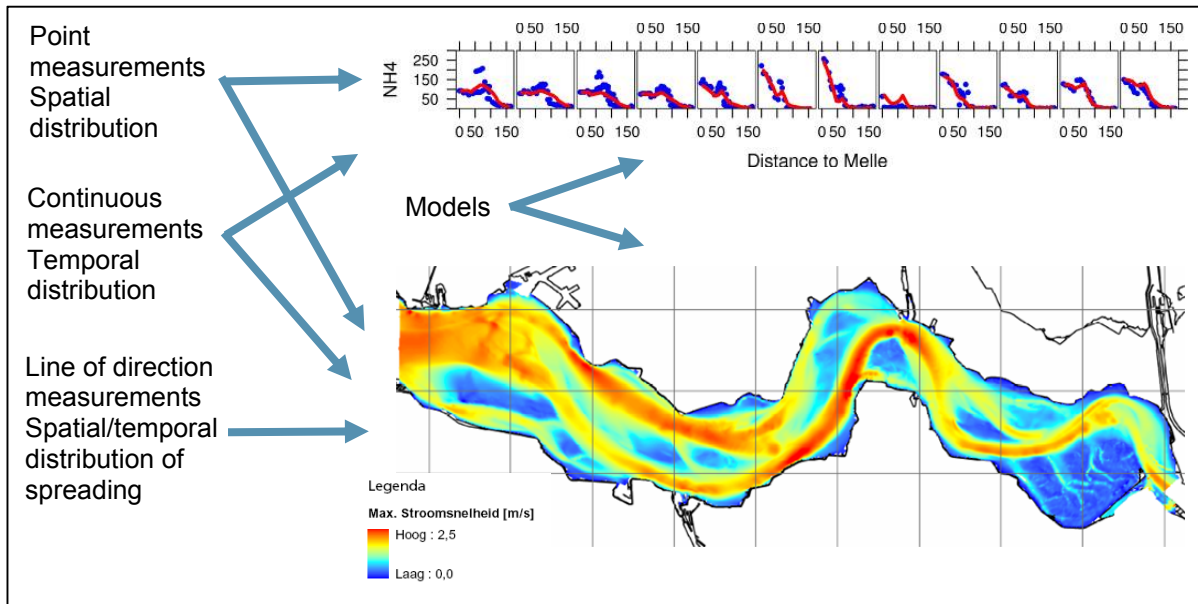 Point
measurements
Spatial
distribution
Continuous
measurements
Temporal
distribution
Line of direction
measurements
Spatial/temporal
distribution of
spreading
0 50 150 0 50 150 0 50 150 0 50 150 0 50 150
NH4
250
150
50
0 50 150 0 50 150 0 50 150 0 50 150 0 50 150 0 50 150
Distance to Melle
Models
Legenda
Max. Stroomsnelheid [m/s]
Hoog : 2,5
Laag : 0,0